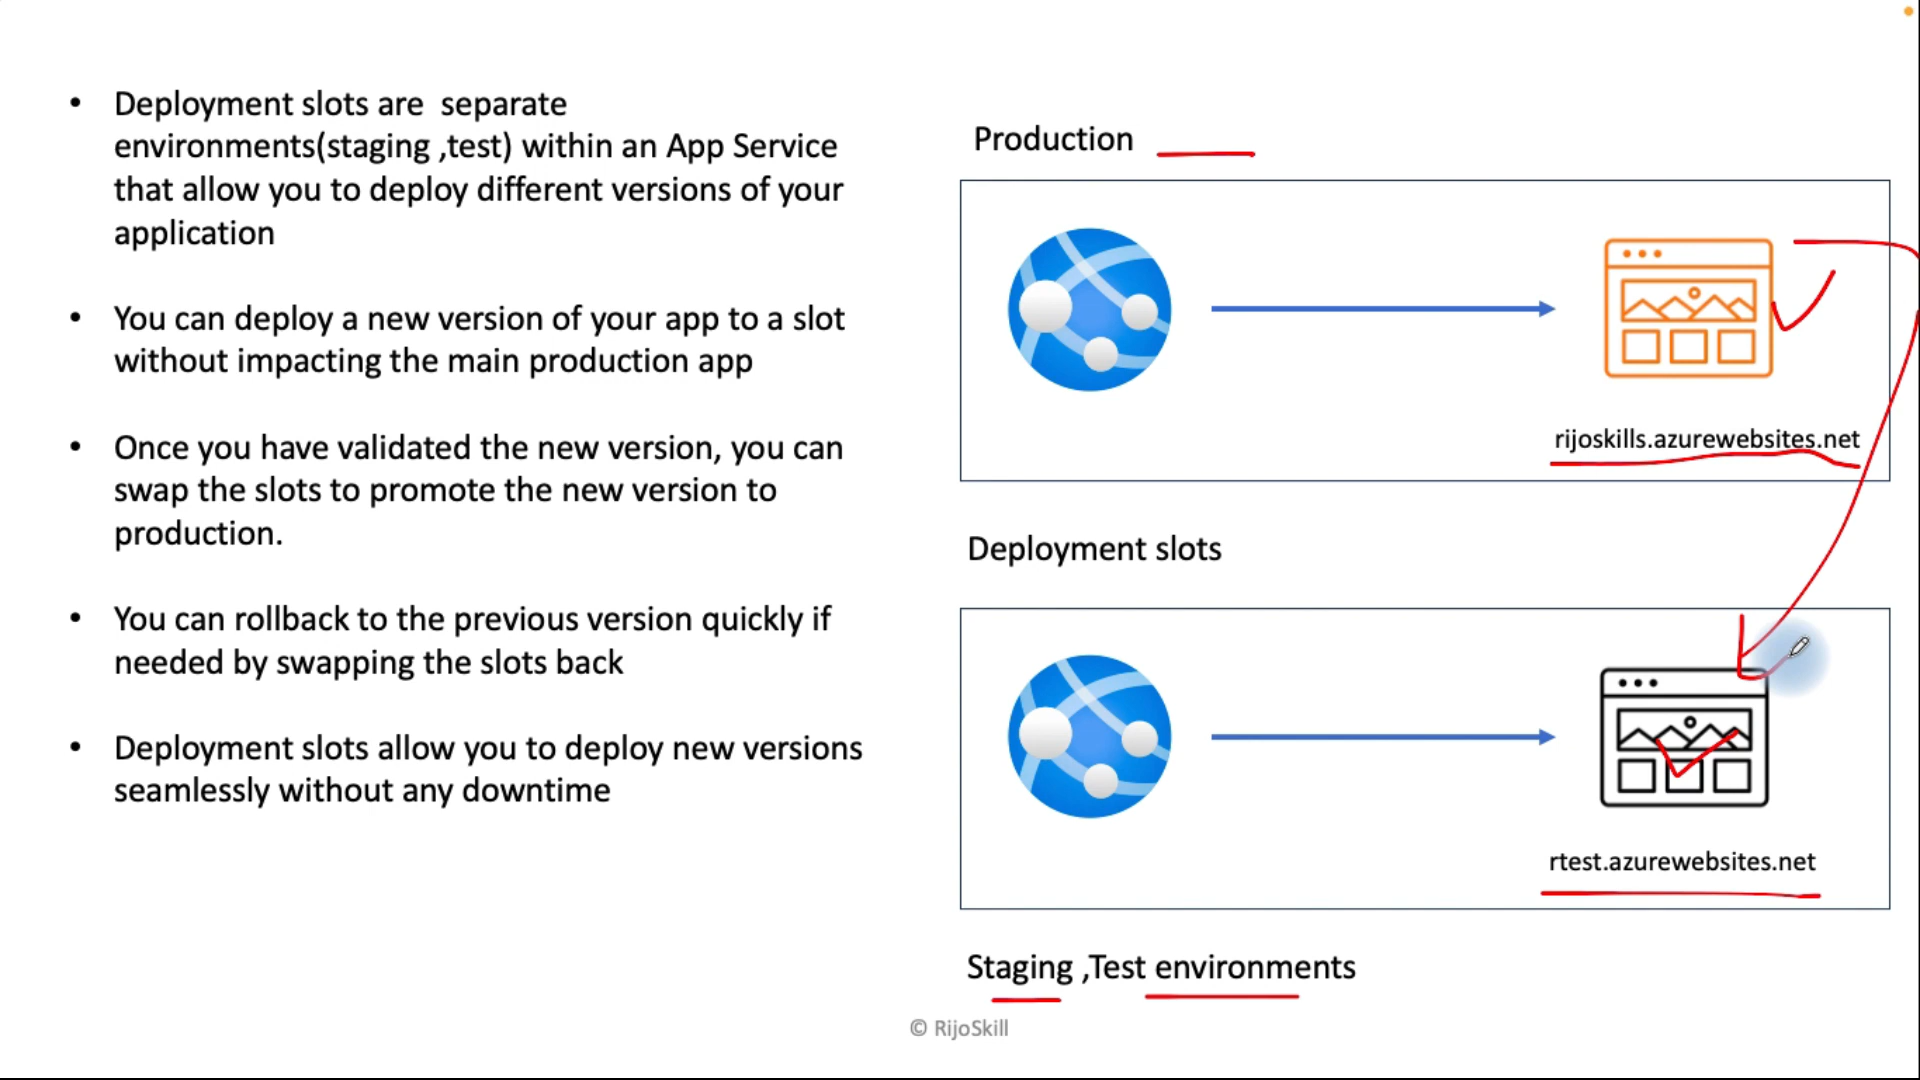 • Deployment slots are  separate
environments(staging ,test) within an App Service
that allow you to deploy different versions of your
application
• You can deploy a new version of your app to a slot
without impacting the main production app
• Once you have validated the new version, you can
swap the slots to promote the new version to
production.
• You can rollback to the previous version quickly if
needed by swapping the slots back
• Deployment slots allow you to deploy new versions
seamlessly without any downtime
Production
rijoskills.azurewebsites.net
Deployment slots
rtest.azurewebsites.net
Staging ,Test environments
© RijoSkill